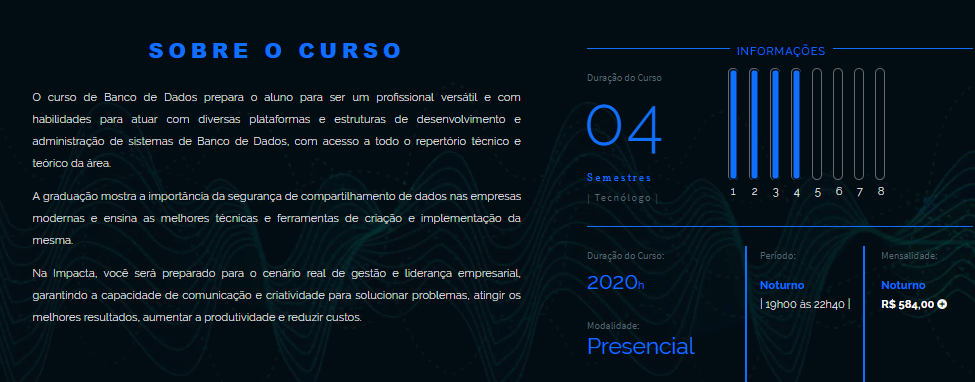 SOBRE O CURSO
O curso de Banco de Dados prepara o aluno para ser um profissional versátil e com
habilidades para atuar com diversas plataformas e estruturas de desenvolvimento e
administração de sistemas de Banco de Dados, com acesso a todo o repertório técnico e
teórico da área.
A graduação mostra a importância da segurança de compartilhamento de dados nas empresas
modernas e ensina as melhores técnicas e ferramentas de criação e implementação da
mesma.
Na Impacta, você será preparado para o cenário real de gestão e liderança empresarial,
garantindo a capacidade de comunicação e criatividade para solucionar problemas, atingir os
melhores resultados, aumentar a produtividade e reduzir custos.
INFORMAÇÕES
Duração do Curso
04
Semestres
| Tecnólogo |
1 2 3 4 5 6 7 8
Duração do Curso:
2020h
Modalidade:
Presencial
Período:
Noturno
| 19h00 às 22h40 |
Mensalidade:
Noturno
R$ 584,00